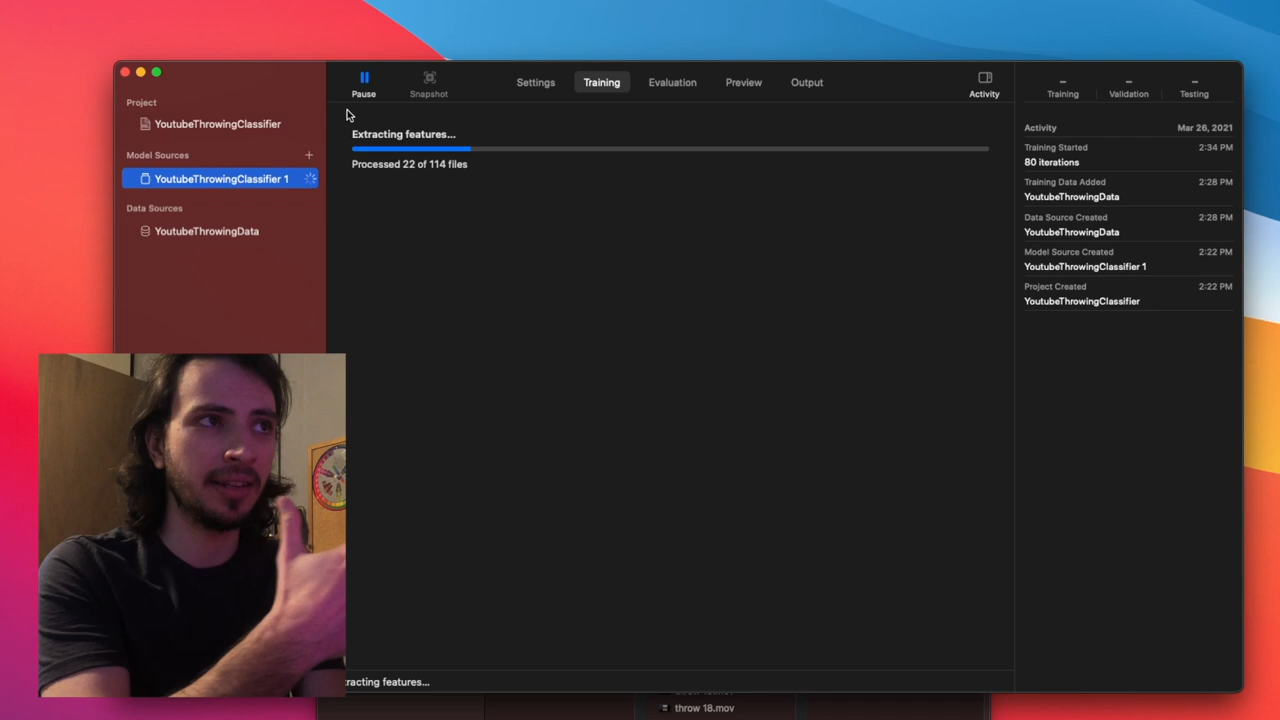 Project
YoutubeThrowingClassifier
Model Sources
YoutubeThrowingClassifier 1
Data Sources
YoutubeThrowingData
Pause
Snapshot
Settings
Training
Evaluation
Preview
Output
Activity
Extracting features...
Processed 22 of 114 files
Training
Validation
Testing
Activity Mar 26, 2021
Training Started 2:34 PM
80 iterations
Training Data Added 2:28 PM
YoutubeThrowingData
Data Source Created 2:28 PM
YoutubeThrowingData
Model Source Created 2:22 PM
YoutubeThrowingClassifier 1
Project Created 2:22 PM
YoutubeThrowingClassifier
tracting features...
throw 18.mov